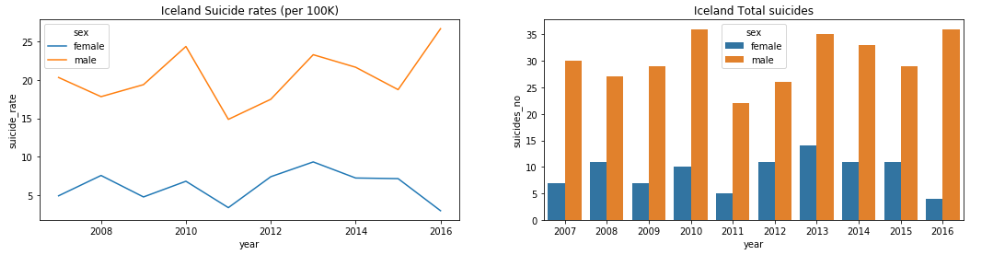 Iceland Suicide rates (per 100K)
sex
female
male
25
20
15
10
5
suicide_rate
2008
2010
2012
2014
2016
year
Iceland Total suicides
sex
female
male
35
30
25
20
15
10
5
0
suicides_no
2007
2008
2009
2010
2011
2012
2013
2014
2015
2016
year